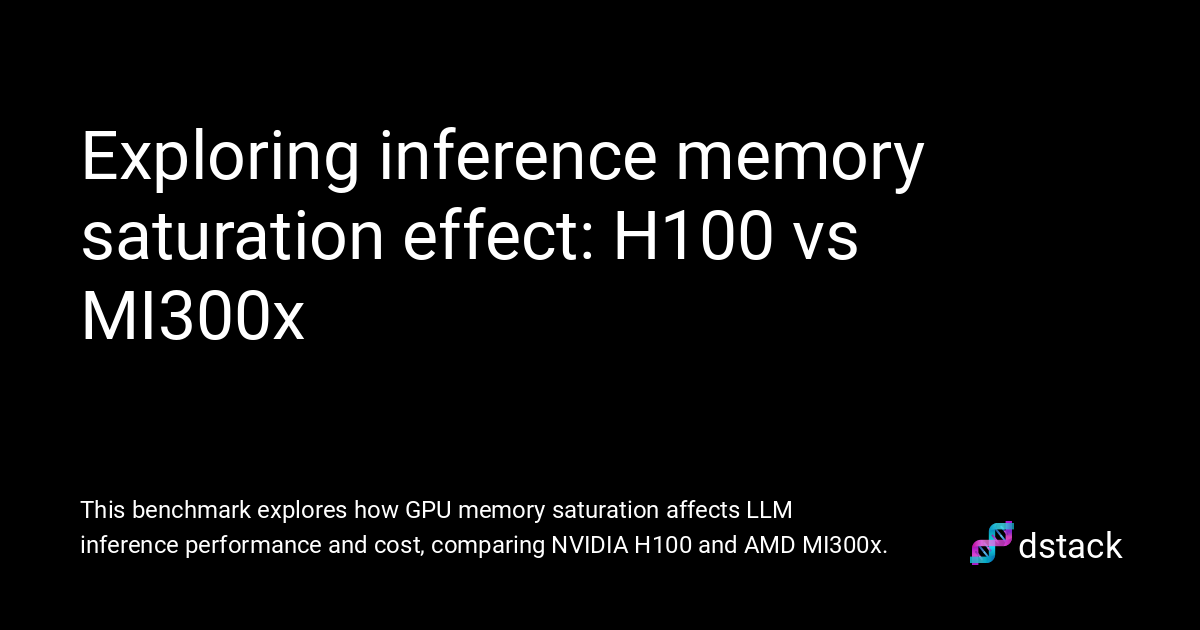 Exploring inference memory
saturation effect: H100 vs
MI300x
This benchmark explores how GPU memory saturation affects LLM
inference performance and cost, comparing NVIDIA H100 and AMD MI300x.
dstack